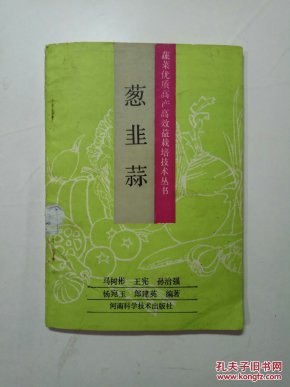 蔬菜优质高产高效益栽培技术丛书
葱韭蒜
马树彬 王宪 孙治强
杨宛玉 郎建英 编著
河南科学技术出版社
孔夫子旧书网